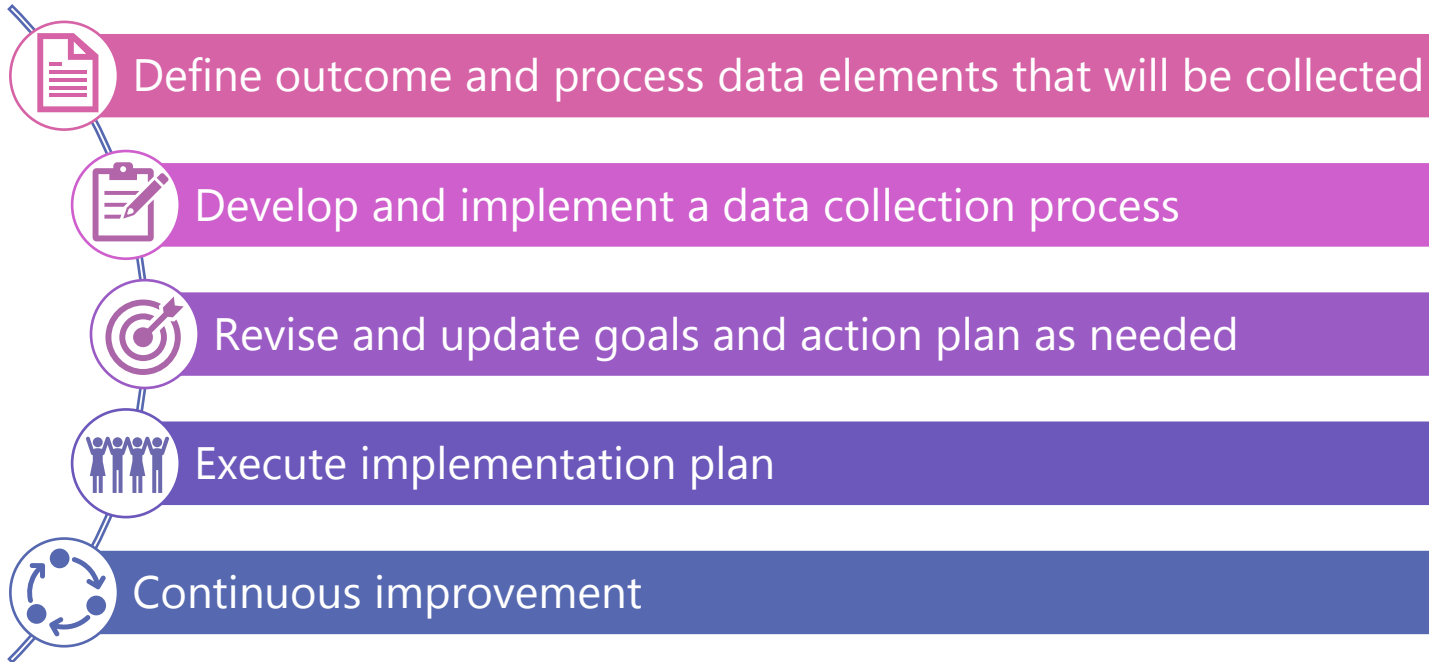 Define outcome and process data elements that will be collected
Develop and implement a data collection process
Revise and update goals and action plan as needed
Execute implementation plan
Continuous improvement